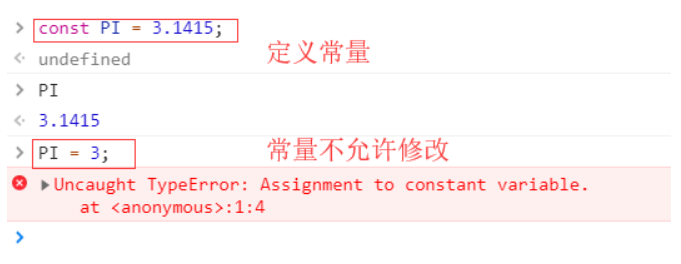 > const PI = 3.1415;
定义常量
<· undefined
> PI
<· 3.1415
> PI = 3;
常量不允许修改
▶Uncaught TypeError: Assignment to constant variable.
at <anonymous>:1:4
>